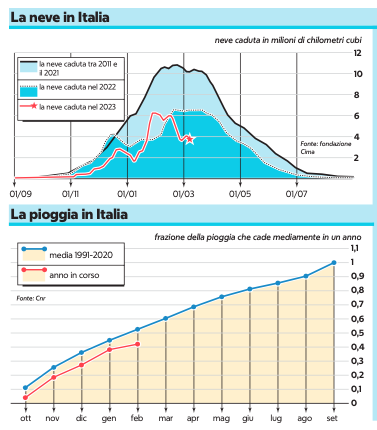 La neve in Italia
neve caduta in milioni di chilometri cubi
la neve caduta tra 2011 e
il 2021
la neve caduta nel 2022
la neve caduta nel 2023
12
10
8
6
4
2
Fonte: fondazione
Cima
01/09
01/11
01/01
01/03
01/05
01/07
La pioggia in Italia
frazione della pioggia che cade mediamente in un anno
media 1991-2020
anno in corso
Fonte: Cnr
1,1
1
0,9
0,8
0,7
0,6
0,5
0,4
0,3
0,2
0,1
0
ott
nov
dic
gen
feb
mar
apr
mag
giu
lug
ago
set